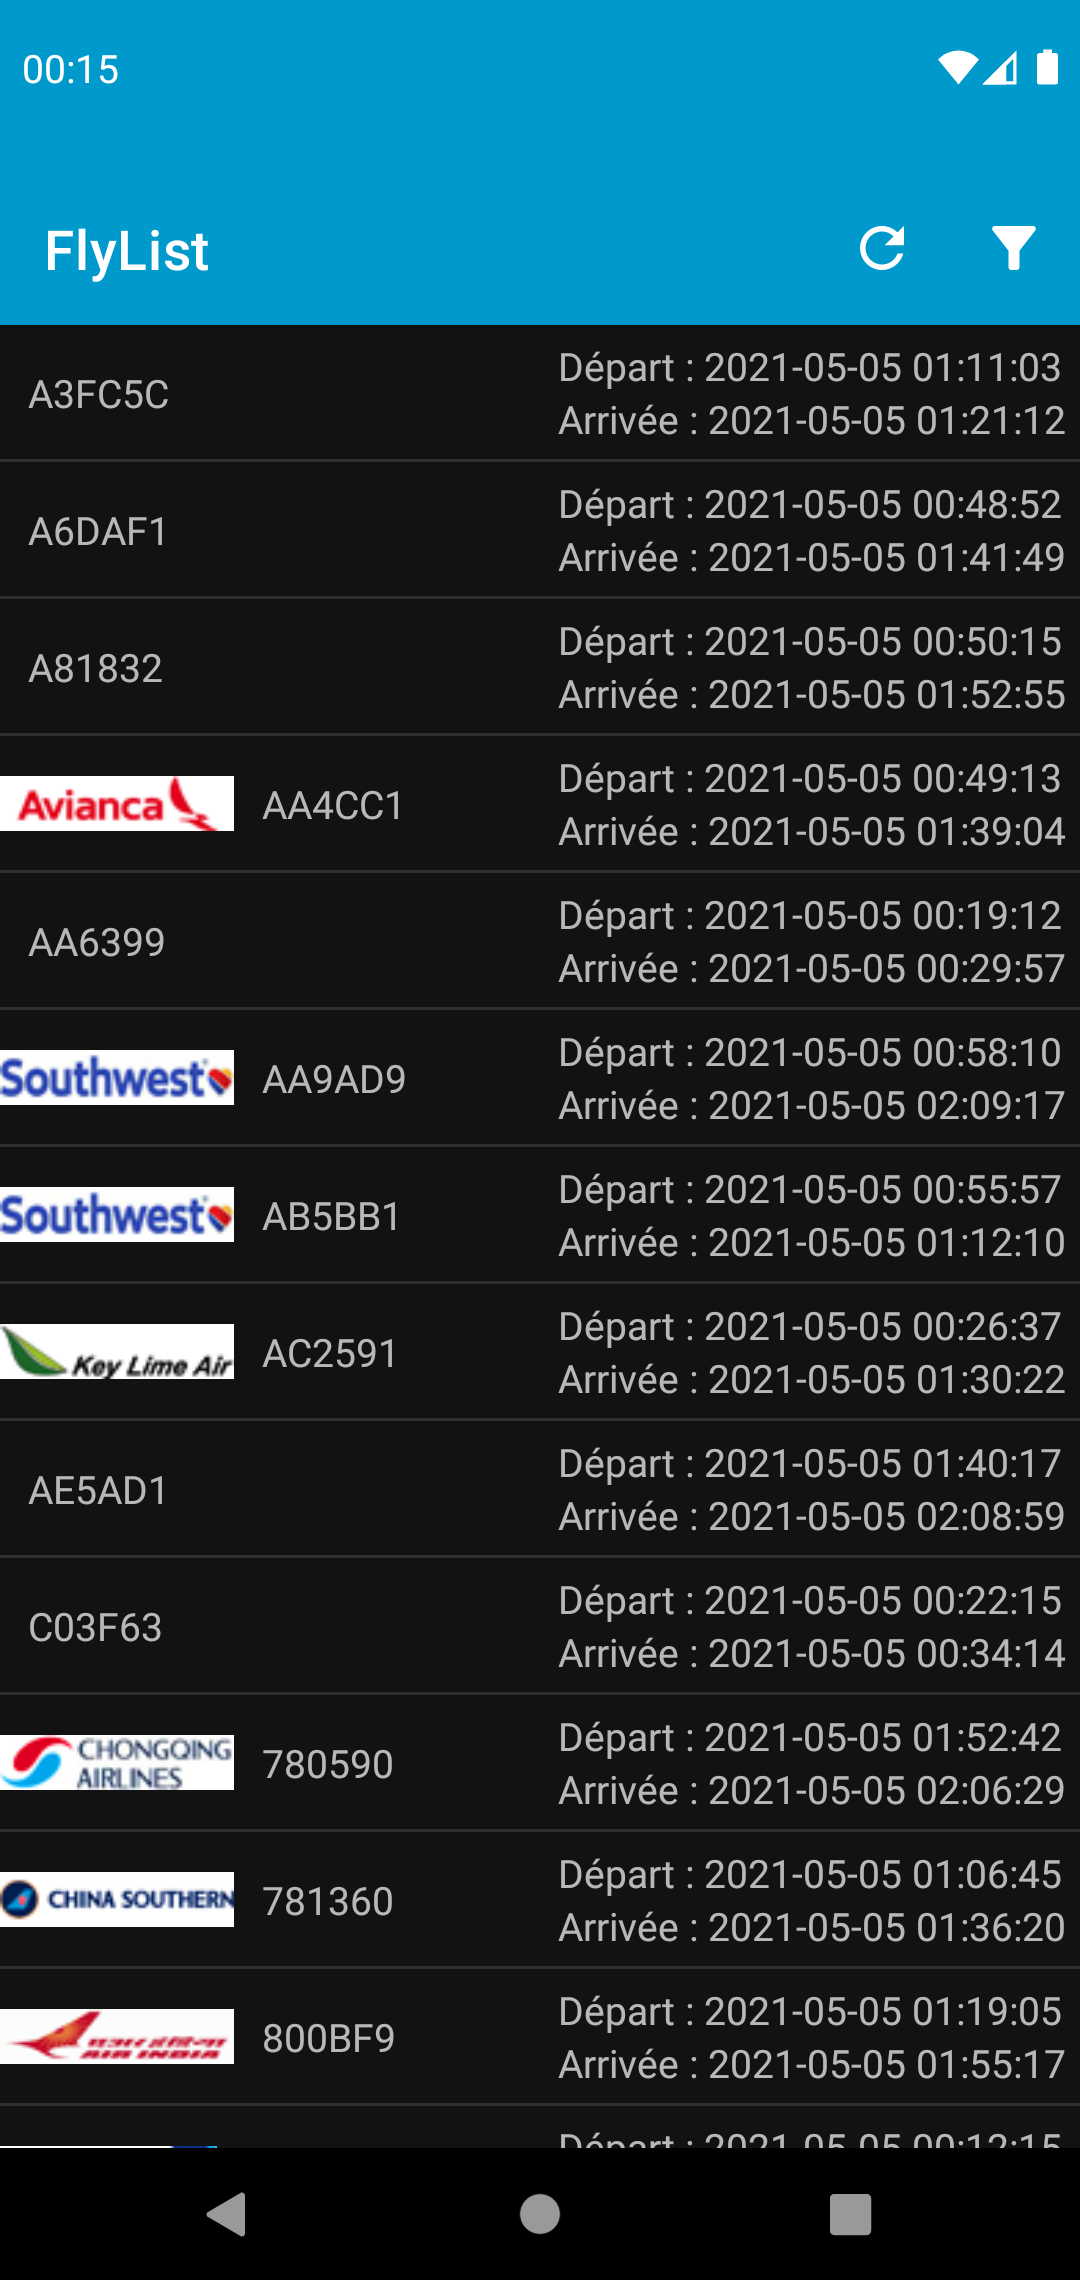 00:15
FlyList
A3FC5C
Départ : 2021-05-05 01:11:03
Arrivée : 2021-05-05 01:21:12
A6DAF1
Départ : 2021-05-05 00:48:52
Arrivée : 2021-05-05 01:41:49
A81832
Départ : 2021-05-05 00:50:15
Arrivée : 2021-05-05 01:52:55
Avianca
AA4CC1
Départ : 2021-05-05 00:49:13
Arrivée : 2021-05-05 01:39:04
AA6399
Départ : 2021-05-05 00:19:12
Arrivée : 2021-05-05 00:29:57
Southwest
AA9AD9
Départ : 2021-05-05 00:58:10
Arrivée : 2021-05-05 02:09:17
Southwest
AB5BB1
Départ : 2021-05-05 00:55:57
Arrivée : 2021-05-05 01:12:10
Key Lime Air
AC2591
Départ : 2021-05-05 00:26:37
Arrivée : 2021-05-05 01:30:22
AE5AD1
Départ : 2021-05-05 01:40:17
Arrivée : 2021-05-05 02:08:59
C03F63
Départ : 2021-05-05 00:22:15
Arrivée : 2021-05-05 00:34:14
CHONGQING
AIRLINES
780590
Départ : 2021-05-05 01:52:42
Arrivée : 2021-05-05 02:06:29
CHINA SOUTHERN
781360
Départ : 2021-05-05 01:06:45
Arrivée : 2021-05-05 01:36:20
AIR INDIA
800BF9
Départ : 2021-05-05 01:19:05
Arrivée : 2021-05-05 01:55:17
Départ : 2021-05-05 00:12:15